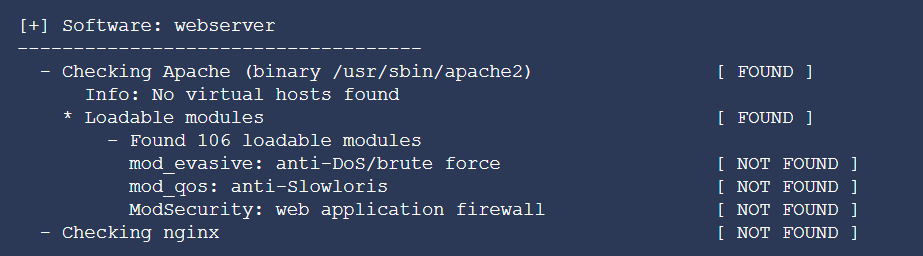 [+] Software: webserver
------------------------------------
- Checking Apache (binary /usr/sbin/apache2) [ FOUND ]
Info: No virtual hosts found
* Loadable modules [ FOUND ]
- Found 106 loadable modules
mod_evasive: anti-DoS/brute force [ NOT FOUND ]
mod_qos: anti-Slowloris [ NOT FOUND ]
ModSecurity: web application firewall [ NOT FOUND ]
- Checking nginx [ NOT FOUND ]